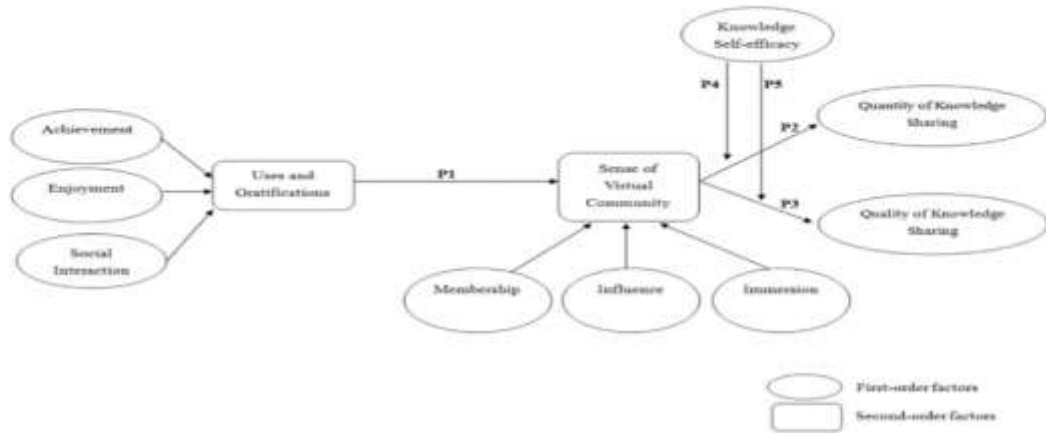 Knowledge
Self-efficacy
P4
P5
Achievement
Quantity of Knowledge
Sharing
P2
Enjoyment
Uses and
Gratifications
P1
Sense of
Virtual
Community
P3
Quality of Knowledge
Sharing
Social
Interaction
Membership
Influence
Immersion
First-order factors
Second-order factors